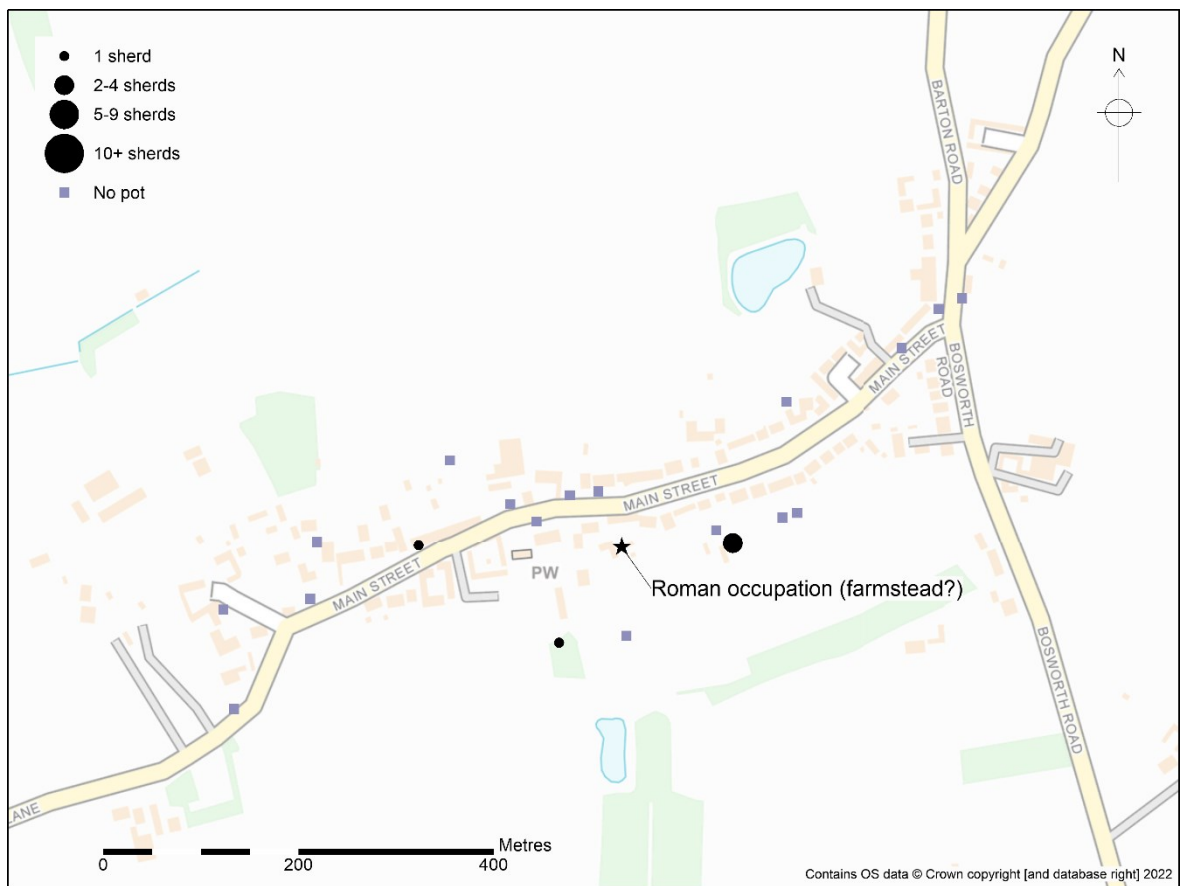 1 sherd
2-4 sherds
5-9 sherds
10+ sherds
No pot
N
BARTON ROAD
MAIN STREET
BOSWORTH
ROAD
MAIN STREET
PW
Roman occupation (farmstead?)
MAIN STREET
BOSWORTH ROAD
LANE
Metres
0
200
400
Contains OS data © Crown copyright [and database right] 2022